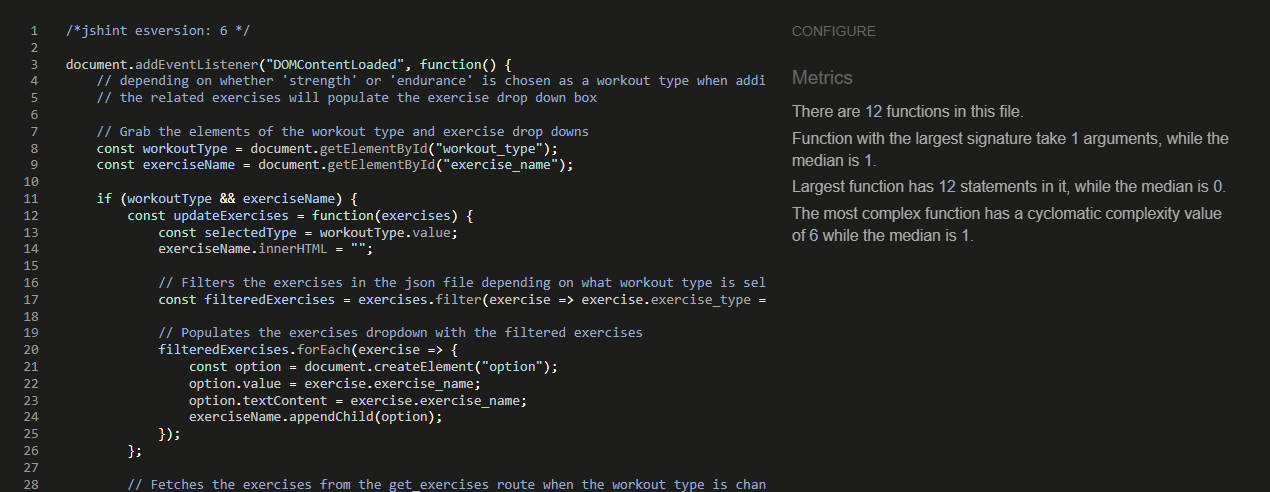 1 /*jshint esversion: 6 */
2
3 document.addEventListener("DOMContentLoaded", function() {
4 // depending on whether 'strength' or 'endurance' is chosen as a workout type when addi
5 // the related exercises will populate the exercise drop down box
6
7 // Grab the elements of the workout type and exercise drop downs
8 const workoutType = document.getElementById("workout_type");
9 const exerciseName = document.getElementById("exercise_name");
10
11 if (workoutType && exerciseName) {
12 const updateExercises = function(exercises) {
13 const selectedType = workoutType.value;
14 exerciseName.innerHTML = "";
15
16 // Filters the exercises in the json file depending on what workout type is sel
17 const filteredExercises = exercises.filter(exercise => exercise.exercise_type =
18
19 // Populates the exercises dropdown with the filtered exercises
20 filteredExercises.forEach(exercise => {
21 const option = document.createElement("option");
22 option.value = exercise.exercise_name;
23 option.textContent = exercise.exercise_name;
24 exerciseName.appendChild(option);
25 });
26 };
27
28 // Fetches the exercises from the get_exercises route when the workout type is chan
CONFIGURE
Metrics
There are 12 functions in this file.
Function with the largest signature take 1 arguments, while the
median is 1.
Largest function has 12 statements in it, while the median is 0.
The most complex function has a cyclomatic complexity value
of 6 while the median is 1.